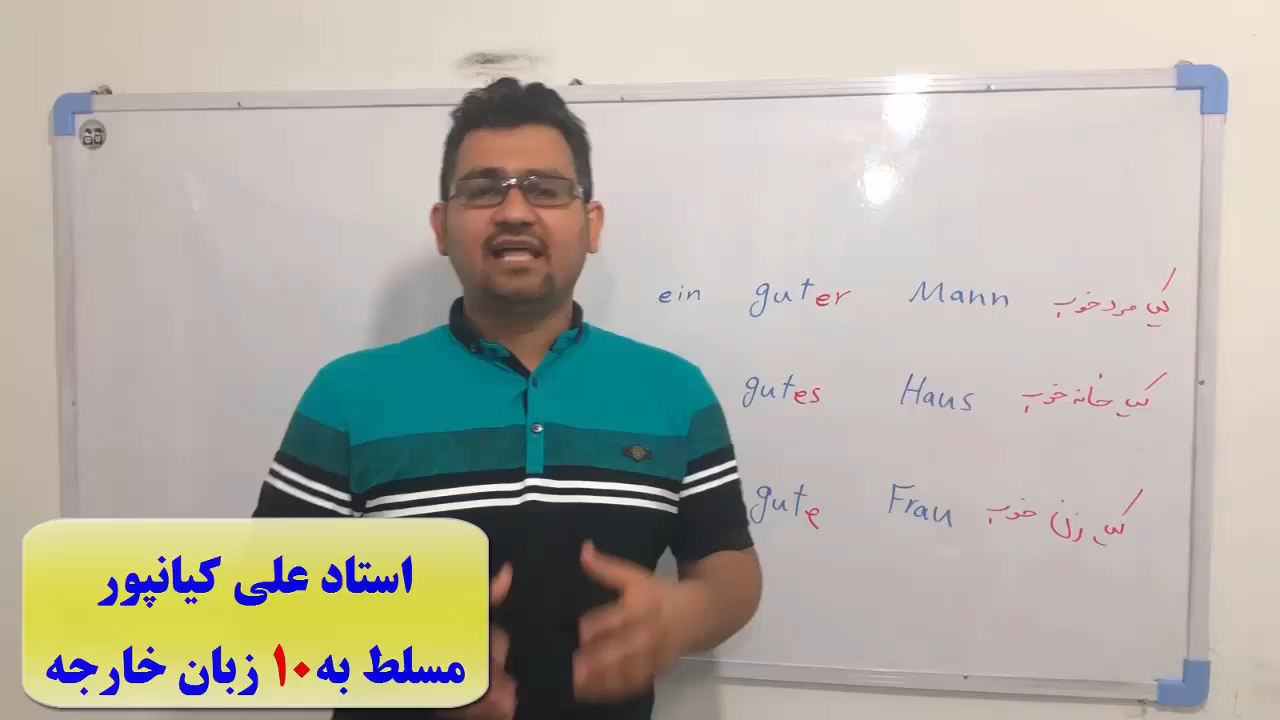 ein guter Mann یک مرد خوب
gutes Haus یک خانه خوب
gute Frau یک زن خوب
استاد علی کیانپور
مسلط به ۱۰ زبان خارجه